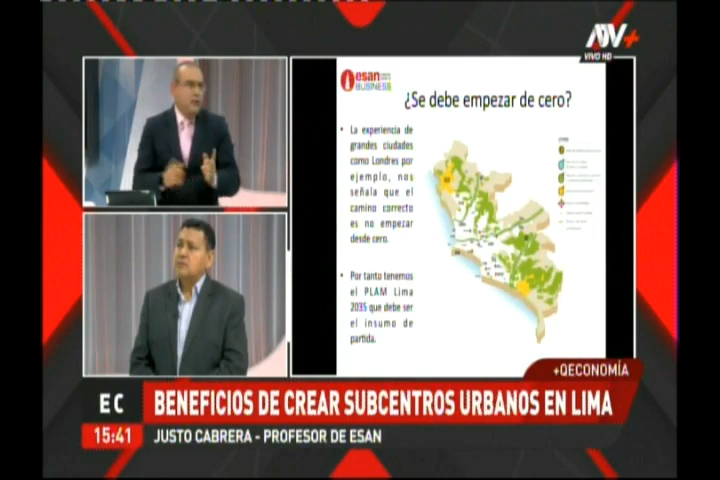 ATV+
VIVO HD
esan
BUSINESS
¿Se debe empezar de cero?
• La experiencia de
grandes ciudades
como Londres por
ejemplo, nos
señala que el
camino correcto
es no empezar
desde cero.
• Por tanto tenemos
el PLAM Lima
2035 que debe ser
el insumo de
partida.
+QECONOMÍA
EC
BENEFICIOS DE CREAR SUBCENTROS URBANOS EN LIMA
15:41
JUSTO CABRERA - PROFESOR DE ESAN